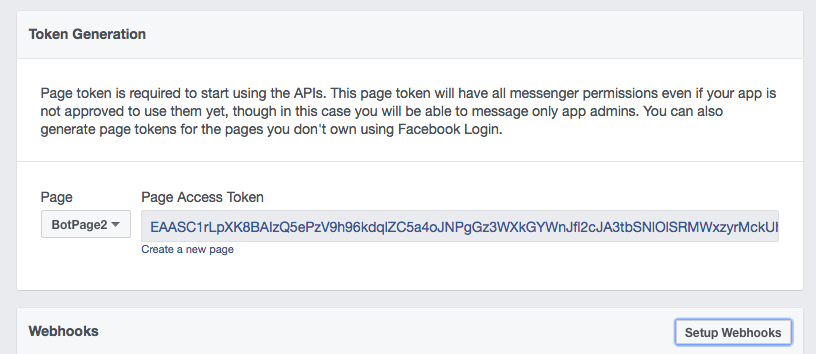 Token Generation
Page token is required to start using the APIs. This page token will have all messenger permissions even if your app is
not approved to use them yet, though in this case you will be able to message only app admins. You can also
generate page tokens for the pages you don't own using Facebook Login.
Page Page Access Token
BotPage2 EAASC1rLpXK8BAIzQ5ePzV9h96kdqlZC5a4oJNPgGz3WXkGYWnJfl2cJA3tbSNlOlSRMWxzyrMckUh
Create a new page
Webhooks Setup Webhooks